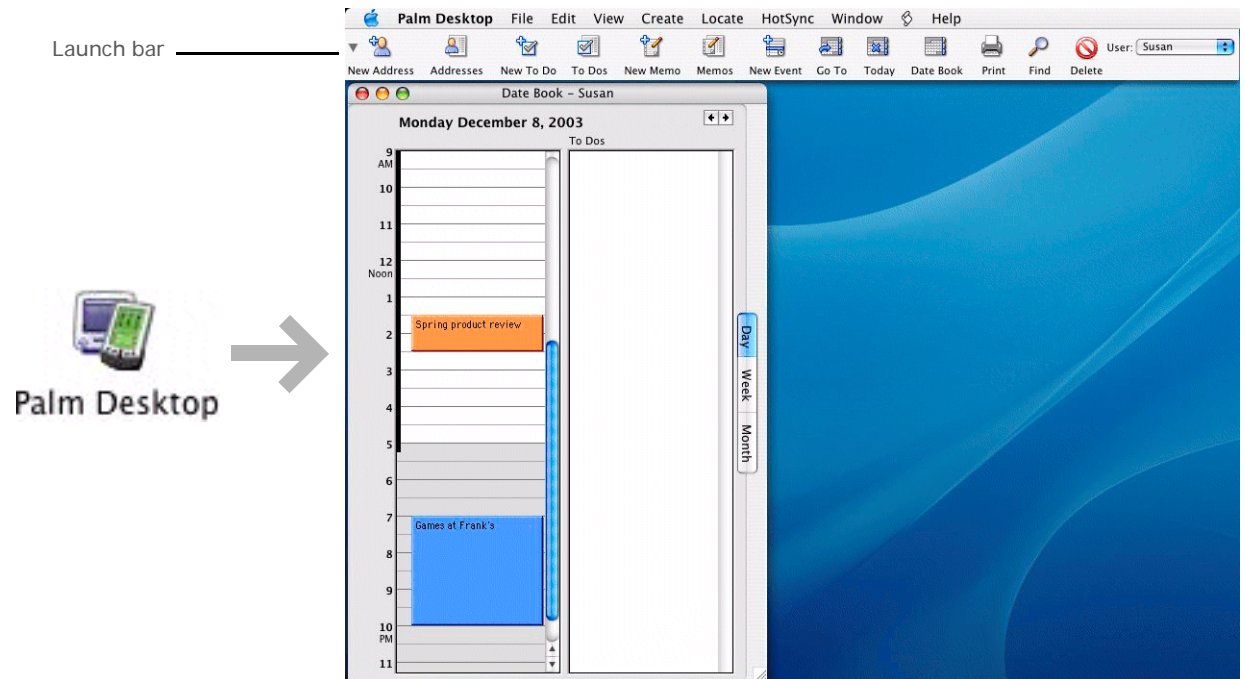 Palm Desktop File Edit View Create Locate HotSync Window Help
Launch bar
User: Susan
New Address Addresses New To Do To Dos New Memo Memos New Event Go To Today Date Book Print Find Delete
Date Book – Susan
Monday December 8, 2003
To Dos
9
AM
10
11
12
Noon
1
Spring product review
2
3
4
5
6
7
Games at Frank's
8
9
10
PM
11
Day
Week
Month
Palm Desktop